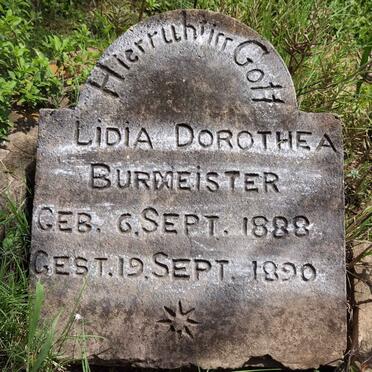 Hier ruht in Gott
LIDIA DOROTHEA
BURMEISTER
GEB. 6. SEPT. 1888
GEST. 19. SEPT. 1890